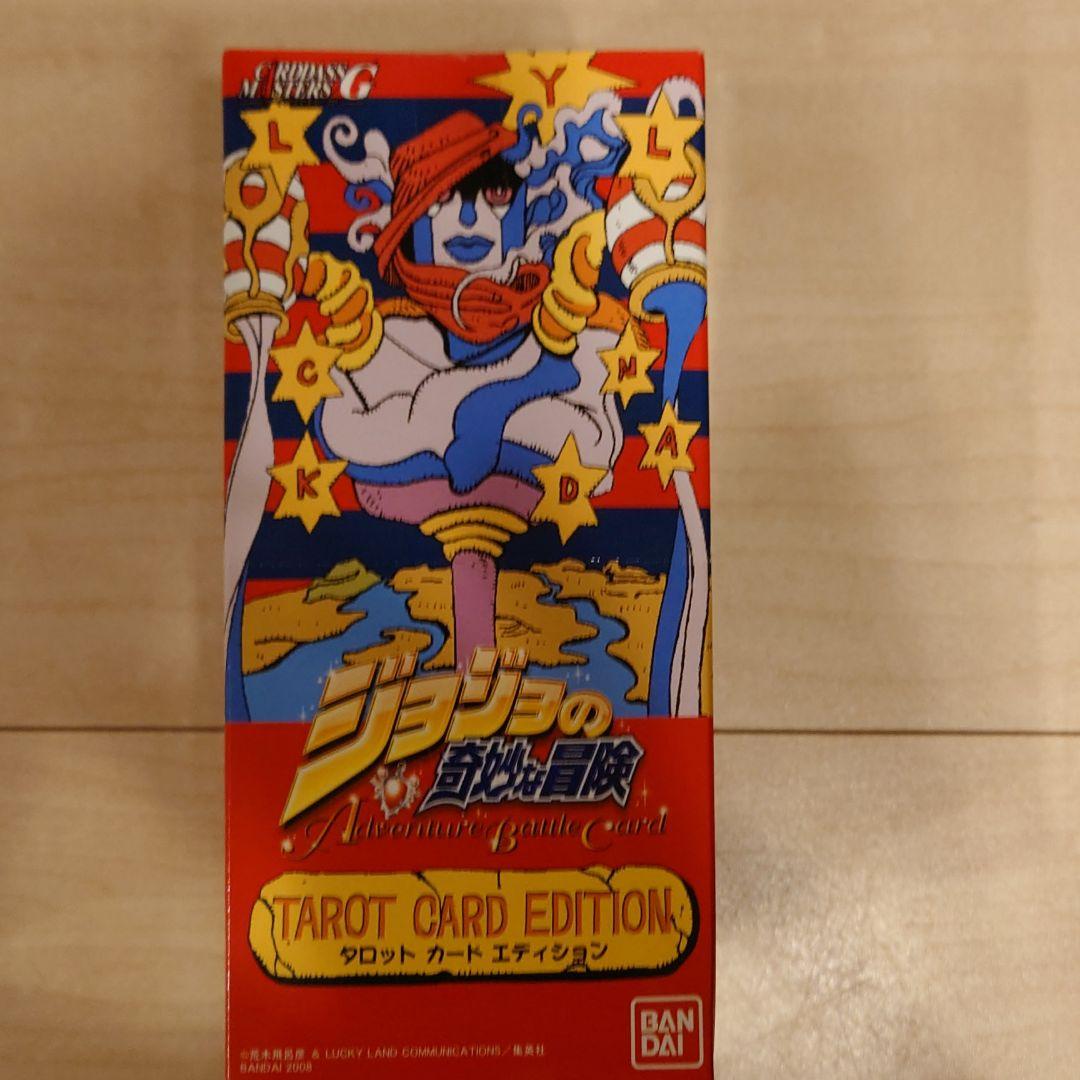 CARDDASS
MASTERS G
Y
L
L
C
N
K
D
A
ジョジョの
奇妙な冒険
Adventure Battle Card
TAROT CARD EDITION
タロット カード エディション
BAN
DAI
©荒木飛呂彦 & LUCKY LAND COMMUNICATIONS/集英社
BANDAI 2008